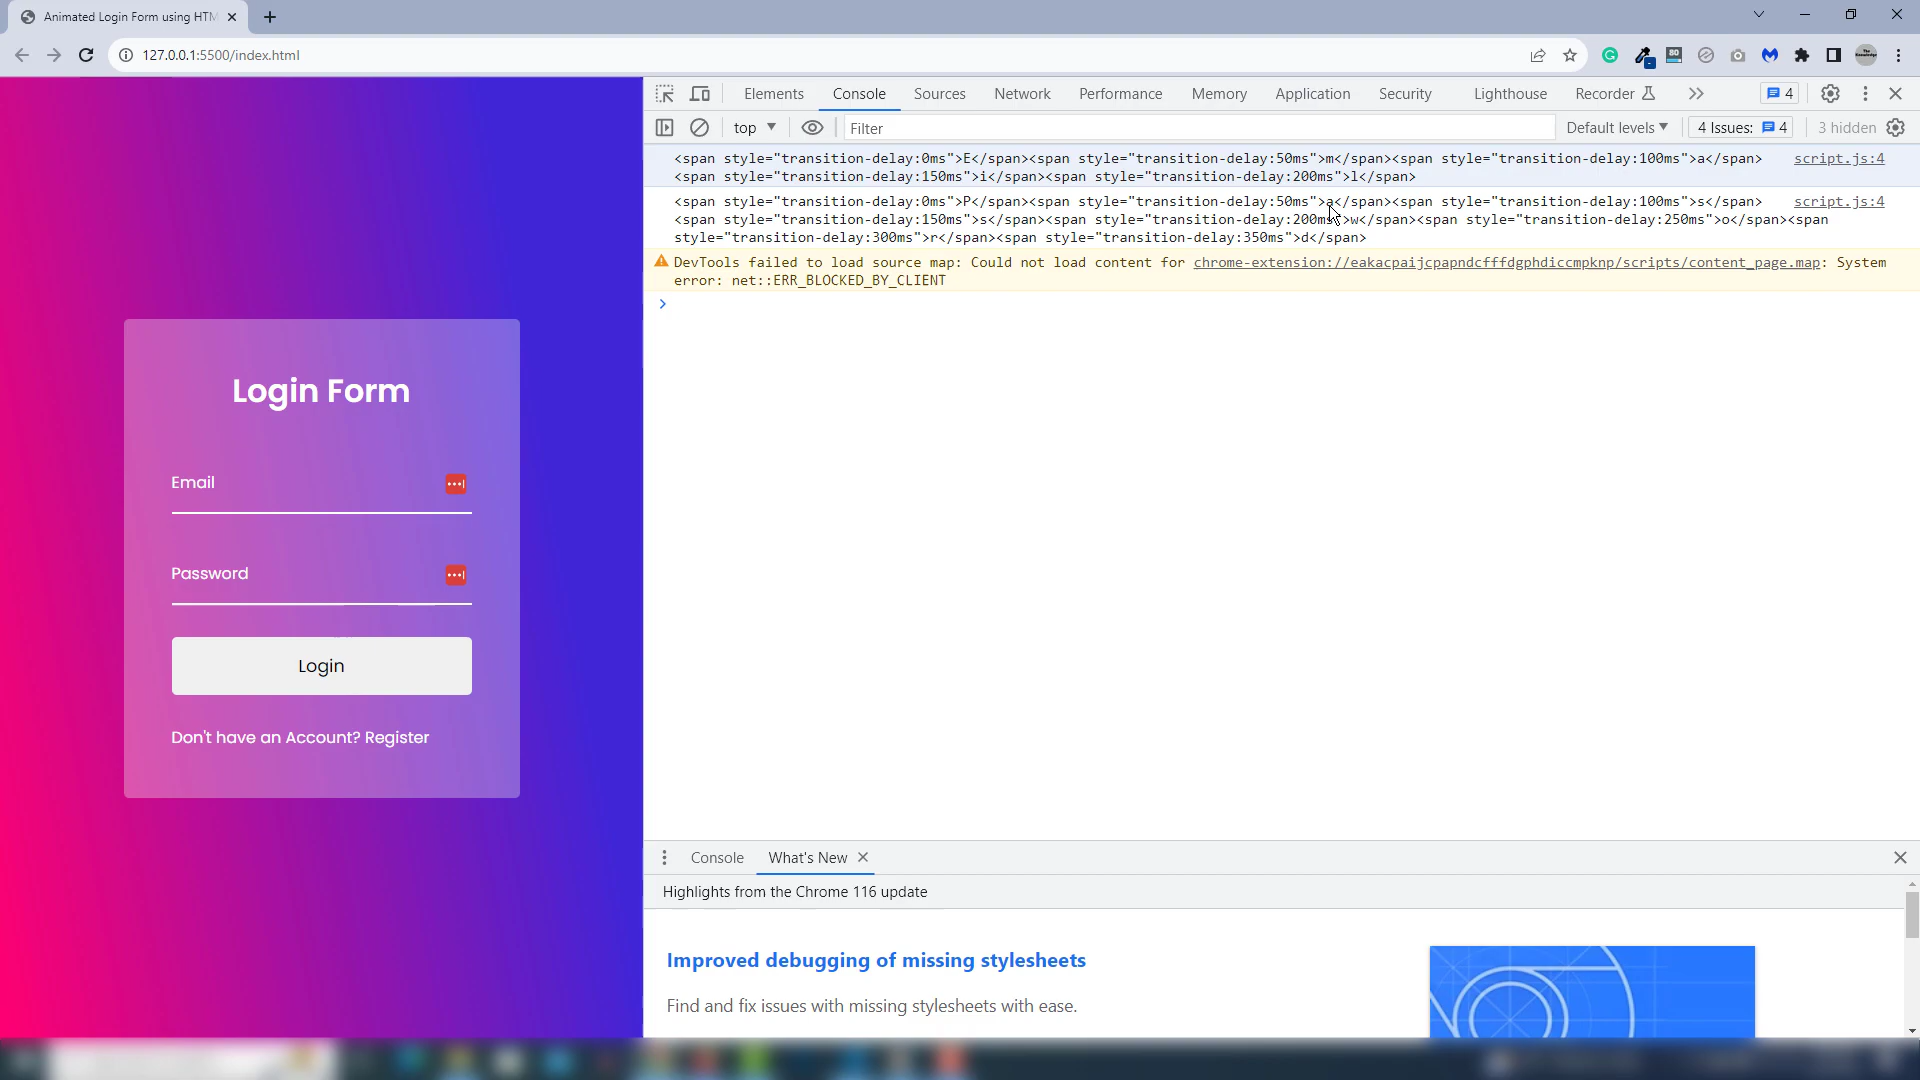 Animated Login Form using HTM
127.0.0.1:5500/index.html
80
Elements Console Sources Network Performance Memory Application Security Lighthouse Recorder 4
top Filter Default levels 4 Issues: 4 3 hidden
<span style="transition-delay:0ms">E</span><span style="transition-delay:50ms">m</span><span style="transition-delay:100ms">a</span> script.js:4
<span style="transition-delay:150ms">i</span><span style="transition-delay:200ms">l</span>
<span style="transition-delay:0ms">P</span><span style="transition-delay:50ms">a</span><span style="transition-delay:100ms">s</span> script.js:4
<span style="transition-delay:150ms">s</span><span style="transition-delay:200ms">w</span><span style="transition-delay:250ms">o</span><span
style="transition-delay:300ms">r</span><span style="transition-delay:350ms">d</span>
DevTools failed to load source map: Could not load content for chrome-extension://eakacpaijcpapndcfffdgphdiccmpknp/scripts/content_page.map: System
error: net::ERR_BLOCKED_BY_CLIENT
Login Form
Email
Password
Login
Don't have an Account? Register
Console What's New
Highlights from the Chrome 116 update
Improved debugging of missing stylesheets
Find and fix issues with missing stylesheets with ease.